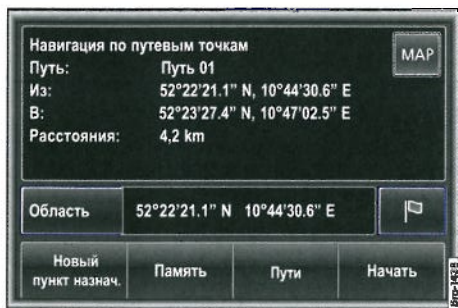 Навигация по путевым точкам
MAP
Путь: Путь 01
Из: 52°22'21.1" N, 10°44'30.6" E
В: 52°23'27.4" N, 10°47'02.5" E
Расстояния: 4,2 km
Область 52°22'21.1" N 10°44'30.6" E
Новый пункт назнач.
Память
Пути
Начать